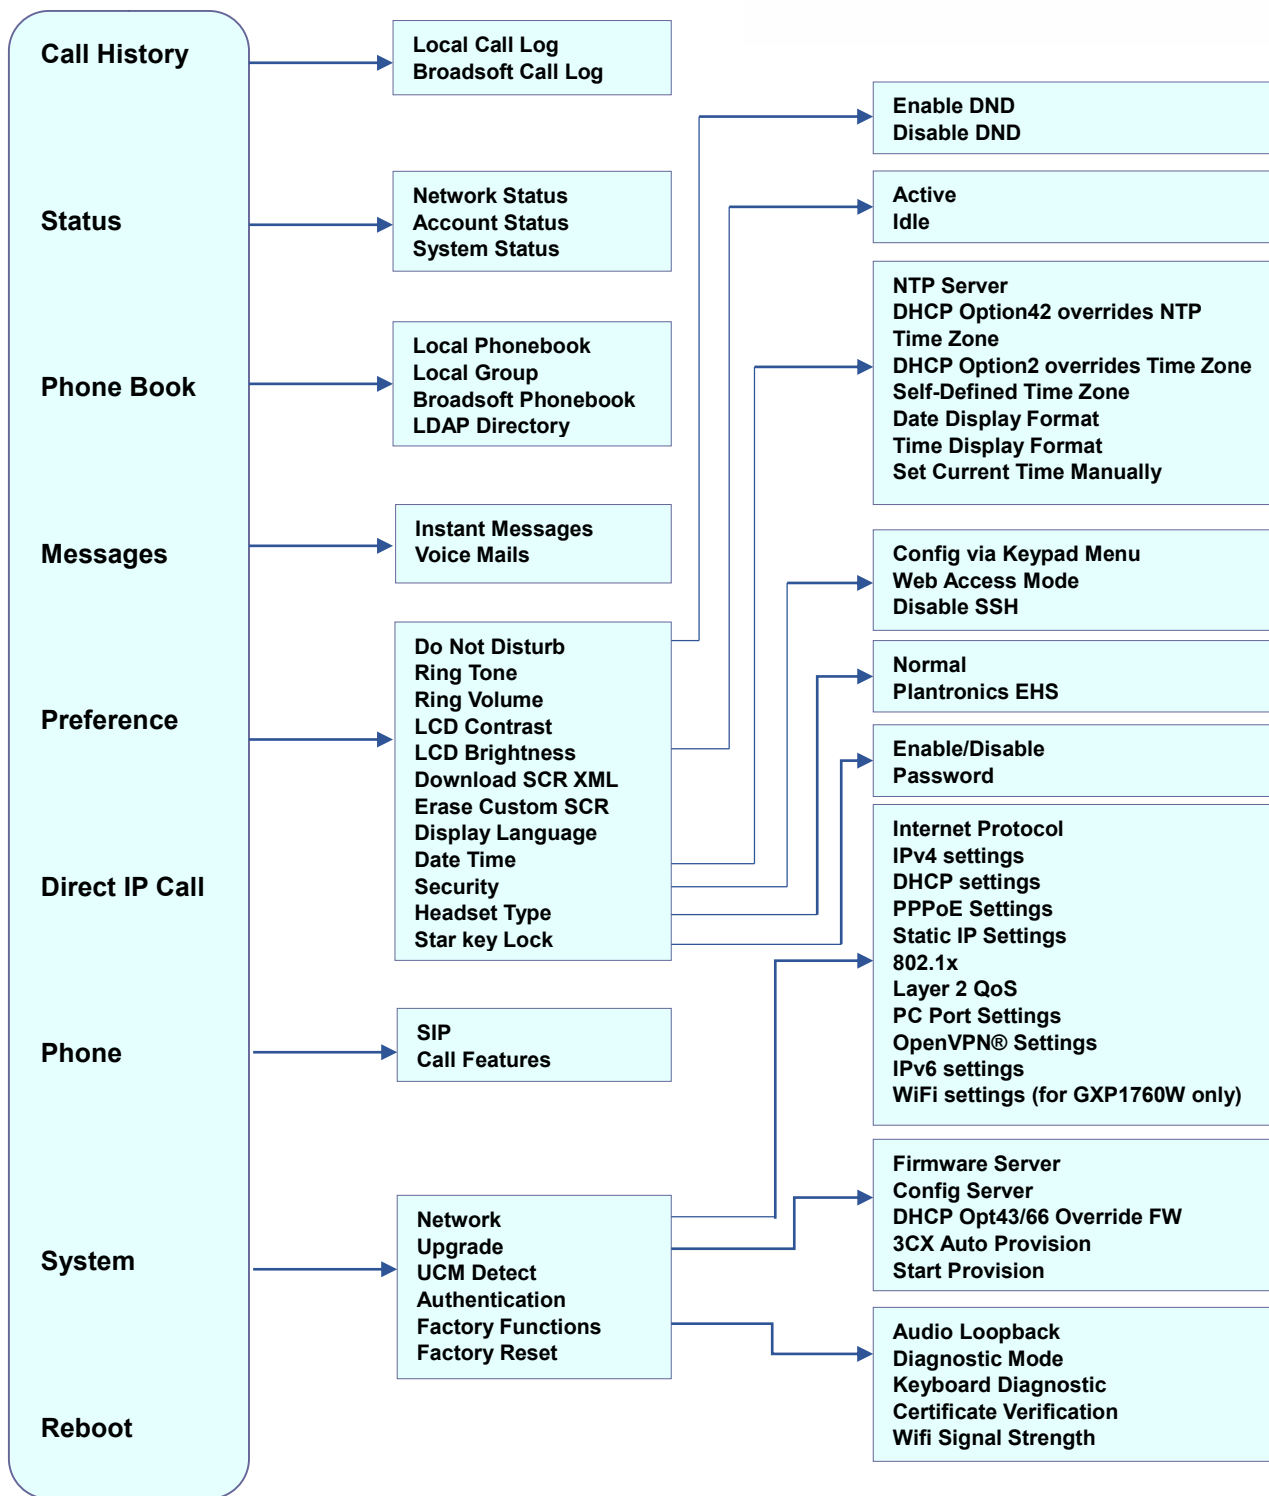 Call History
Status
Phone Book
Messages
Preference
Direct IP Call
Phone
System
Reboot
Local Call Log
Broadsoft Call Log
Network Status
Account Status
System Status
Local Phonebook
Local Group
Broadsoft Phonebook
LDAP Directory
Instant Messages
Voice Mails
Do Not Disturb
Ring Tone
Ring Volume
LCD Contrast
LCD Brightness
Download SCR XML
Erase Custom SCR
Display Language
Date Time
Security
Headset Type
Star key Lock
SIP
Call Features
Network
Upgrade
UCM Detect
Authentication
Factory Functions
Factory Reset
Enable DND
Disable DND
Active
Idle
NTP Server
DHCP Option42 overrides NTP
Time Zone
DHCP Option2 overrides Time Zone
Self-Defined Time Zone
Date Display Format
Time Display Format
Set Current Time Manually
Config via Keypad Menu
Web Access Mode
Disable SSH
Normal
Plantronics EHS
Enable/Disable
Password
Internet Protocol
IPv4 settings
DHCP settings
PPPoE Settings
Static IP Settings
802.1x
Layer 2 QoS
PC Port Settings
OpenVPN® Settings
IPv6 settings
WiFi settings (for GXP1760W only)
Firmware Server
Config Server
DHCP Opt43/66 Override FW
3CX Auto Provision
Start Provision
Audio Loopback
Diagnostic Mode
Keyboard Diagnostic
Certificate Verification
Wifi Signal Strength